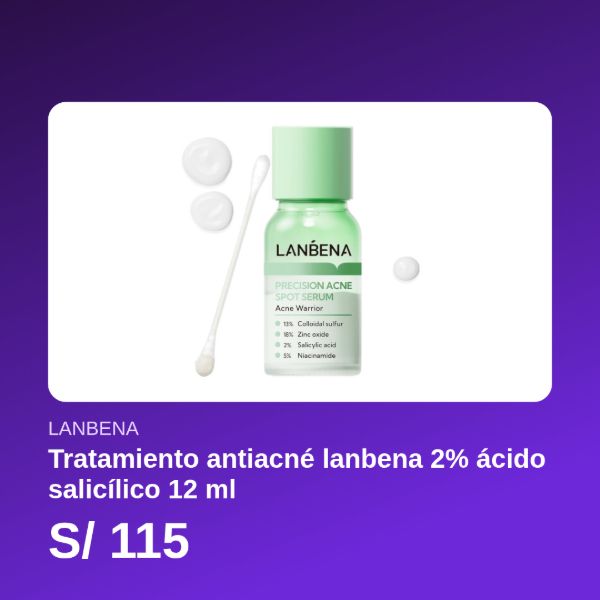 LANBENA
PRECISION ACNE
SPOT SERUM
Acne Warrior
13% Colloidal sulfur
18% Zinc oxide
2% Salicylic acid
5% Niacinamide
LANBENA
Tratamiento antiacné lanbena 2% ácido
salicílico 12 ml
S/ 115